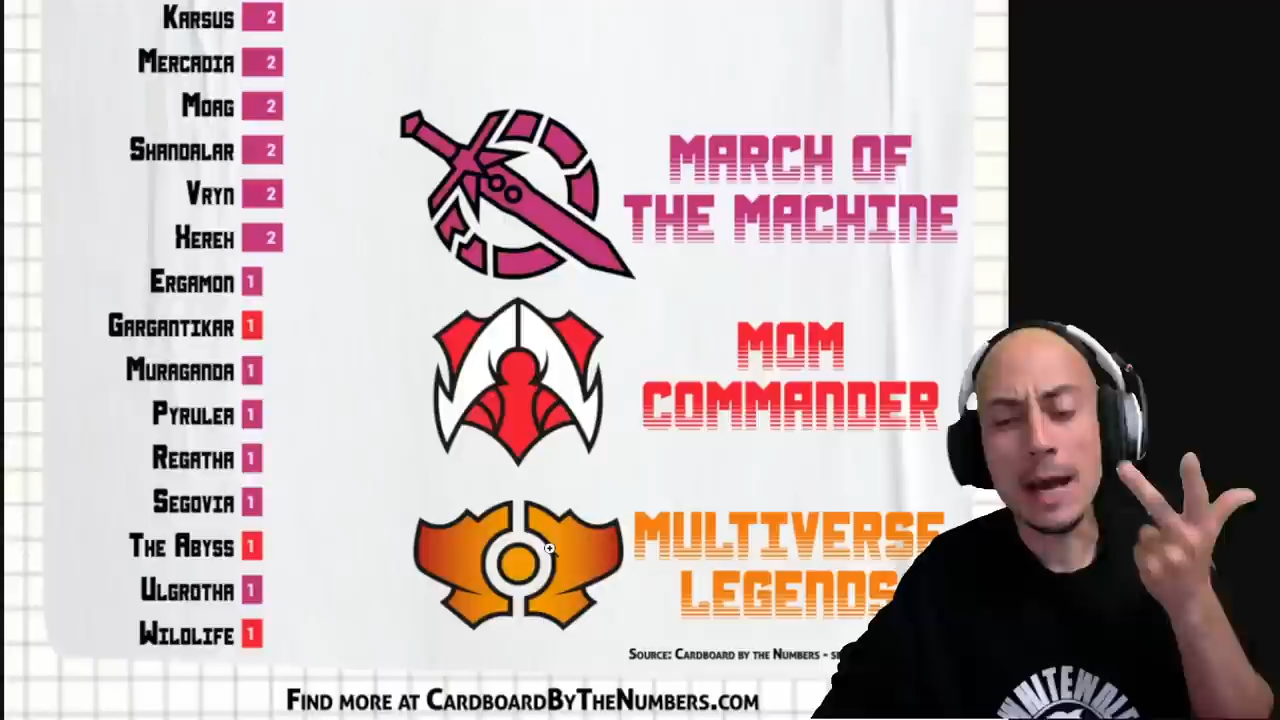 KARSUS 2
MERCADIA 2
MOAG 2
SHANDALAR 2
VRYN 2
XEREX 2
ERGAMON 1
GARGANTIKAR 1
MURAGANDA 1
PYRULEA 1
REGATHA 1
SEGOVIA 1
THE ABYSS 1
ULGROTHA 1
WILDLIFE 1
MARCH OF
THE MACHINE
MOM
COMMANDER
MULTIVERSE
LEGENDS
SOURCE: CARDBOARD BY THE NUMBERS -
FIND MORE AT CARDBOARDBYTHENUMBERS.COM